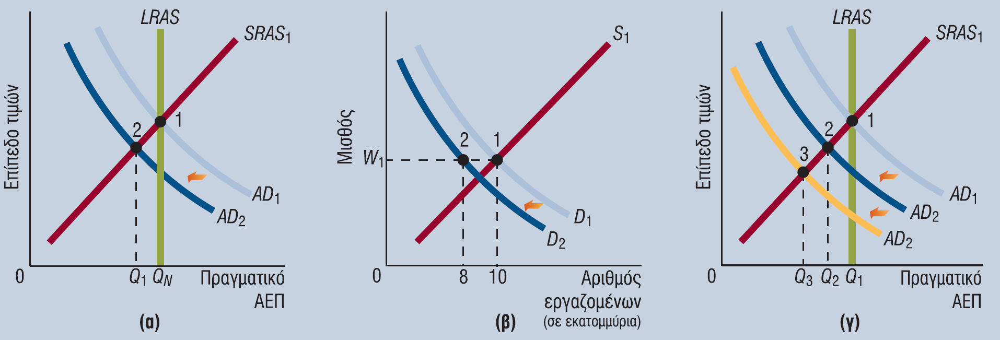 LRAS
SRAS1
Επίπεδο τιμών
1
2
AD1
AD2
0
Q1
QN
Πραγματικό
ΑΕΠ
(α)
S1
Μισθός
W1
2
1
D1
D2
0
8
10
Αριθμός
εργαζομένων
(σε εκατομμύρια)
(β)
LRAS
SRAS1
Επίπεδο τιμών
1
2
3
AD1
AD2
AD2
0
Q3
Q2
Q1
Πραγματικό
ΑΕΠ
(γ)